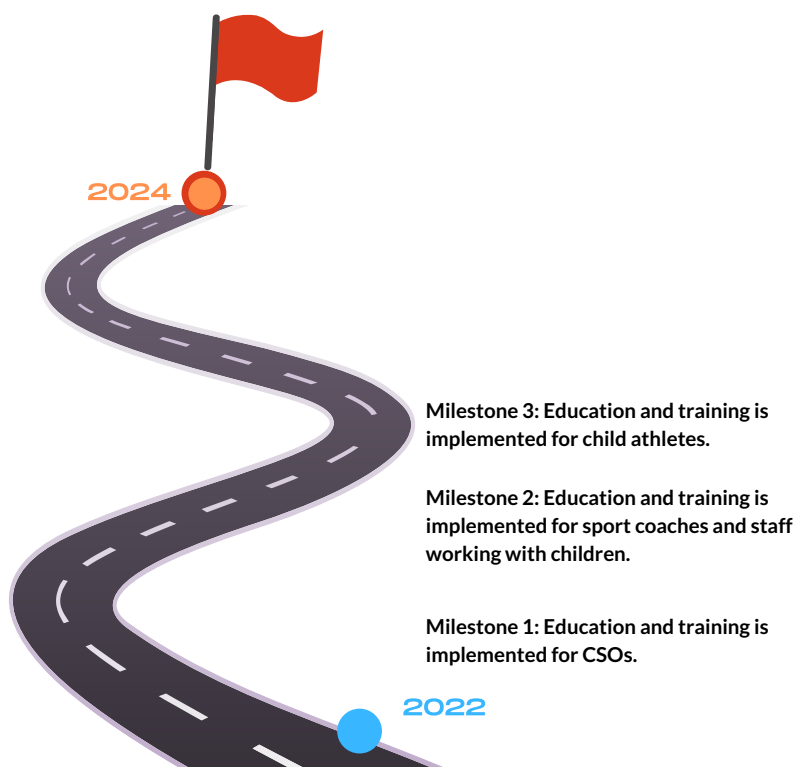 2024
Milestone 3: Education and training is
implemented for child athletes.
Milestone 2: Education and training is
implemented for sport coaches and staff
working with children.
Milestone 1: Education and training is
implemented for CSOs.
2022